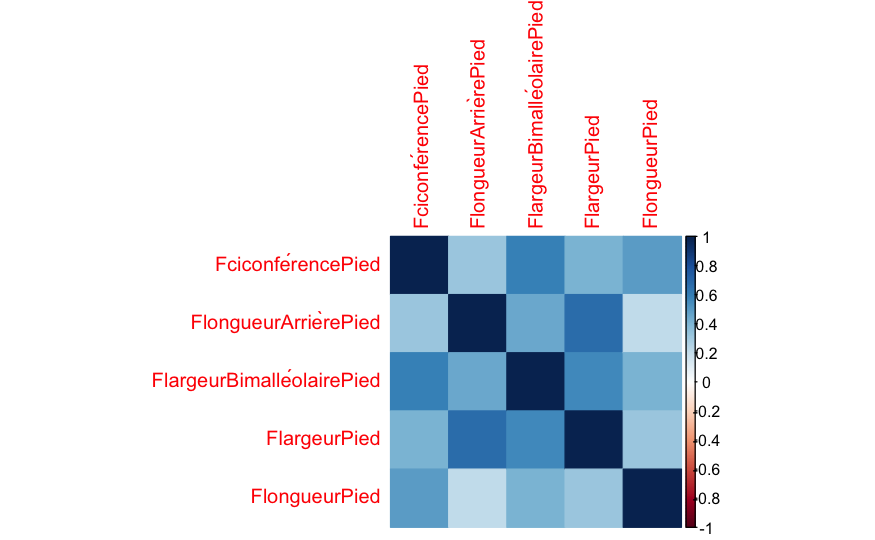 FciconférencePied
FlongueurArrièrePied
FlargeurBimalléolairePied
FlargeurPied
FlongueurPied
FciconférencePied
FlongueurArrièrePied
FlargeurBimalléolairePied
FlargeurPied
FlongueurPied
1
0.8
0.6
0.4
0.2
0
-0.2
-0.4
-0.6
-0.8
-1